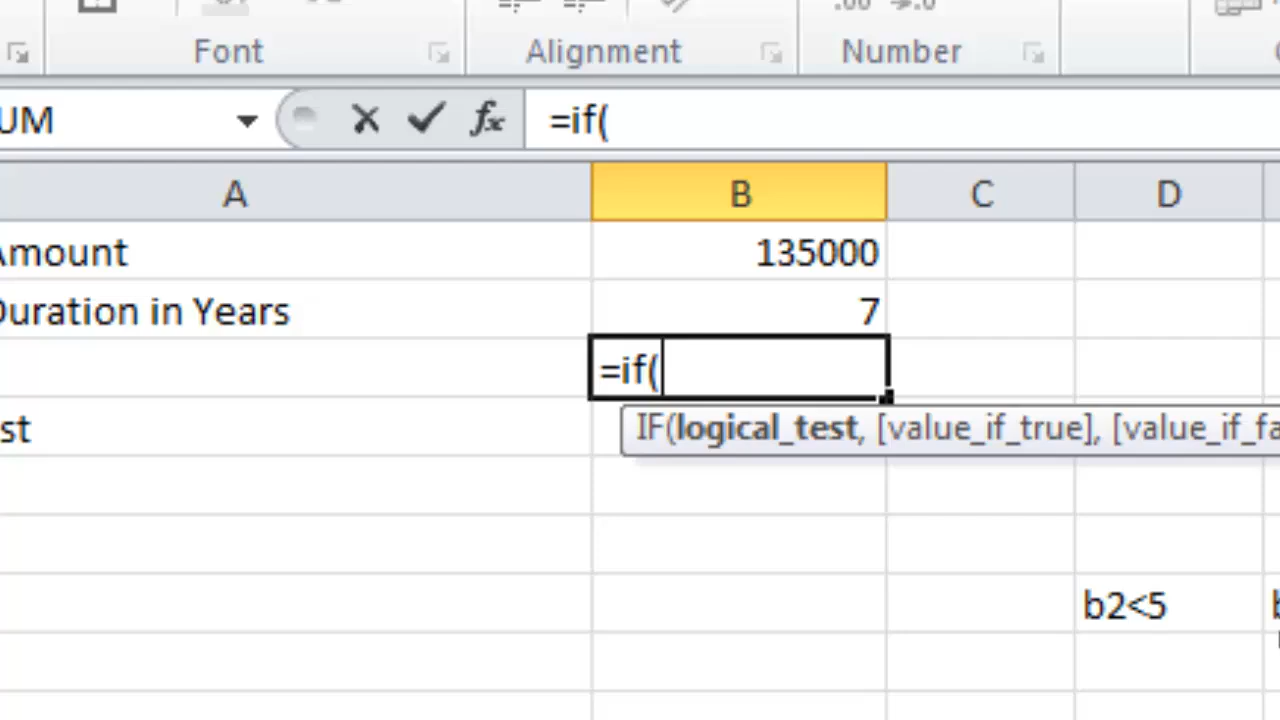 Font Alignment Number
UM fx =if(
A B C D
Amount 135000
Duration in Years 7
=if(
st IF(logical_test, [value_if_true], [value_if_fa
b2<5